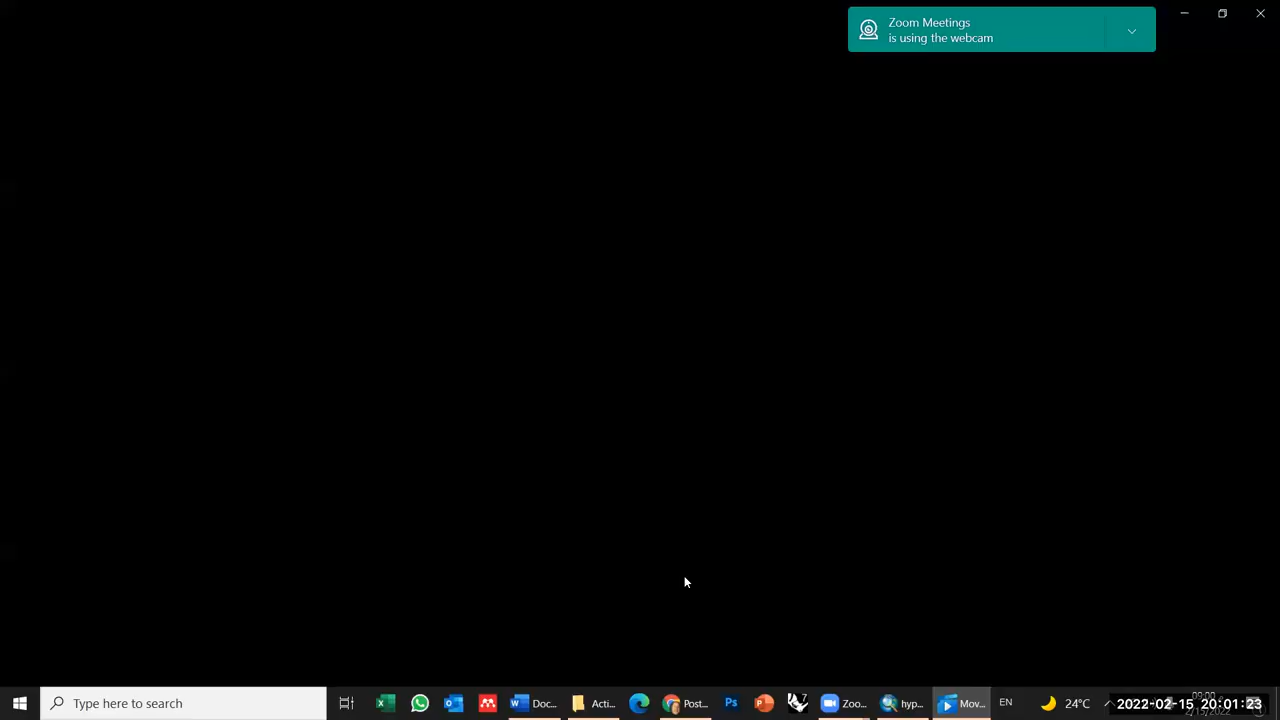 Zoom Meetings
is using the webcam
Type here to search
Doc...
Acti...
Post...
Ps
Zoo...
hyp...
Mov...
EN
24°C
2022-02-15 20:01:23